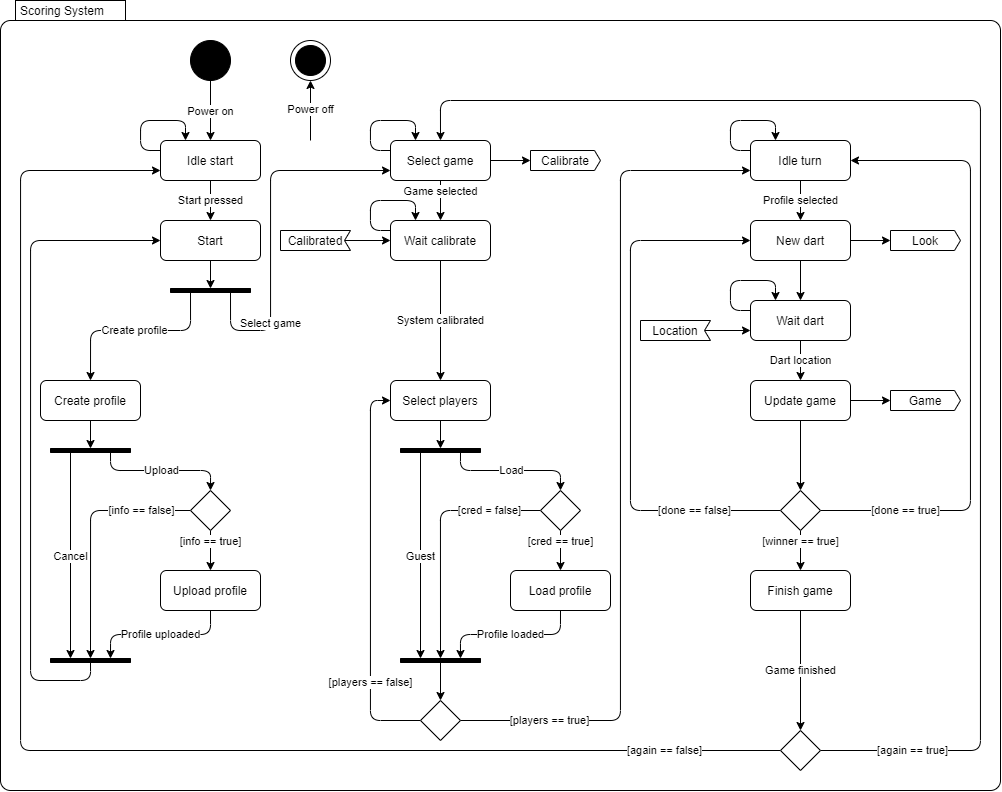 Scoring System
Power on
Power off
Idle start
Select game
Calibrate
Idle turn
Start pressed
Game selected
Profile selected
Start
Calibrated
Wait calibrate
New dart
Look
Create profile
Select game
System calibrated
Location
Wait dart
Dart location
Create profile
Select players
Update game
Game
Upload
Load
[info == false]
[cred = false]
[done == false]
[done == true]
[info == true]
[cred == true]
[winner == true]
Cancel
Guest
Upload profile
Load profile
Finish game
Profile uploaded
Profile loaded
Game finished
[players == false]
[players == true]
[again == false]
[again == true]